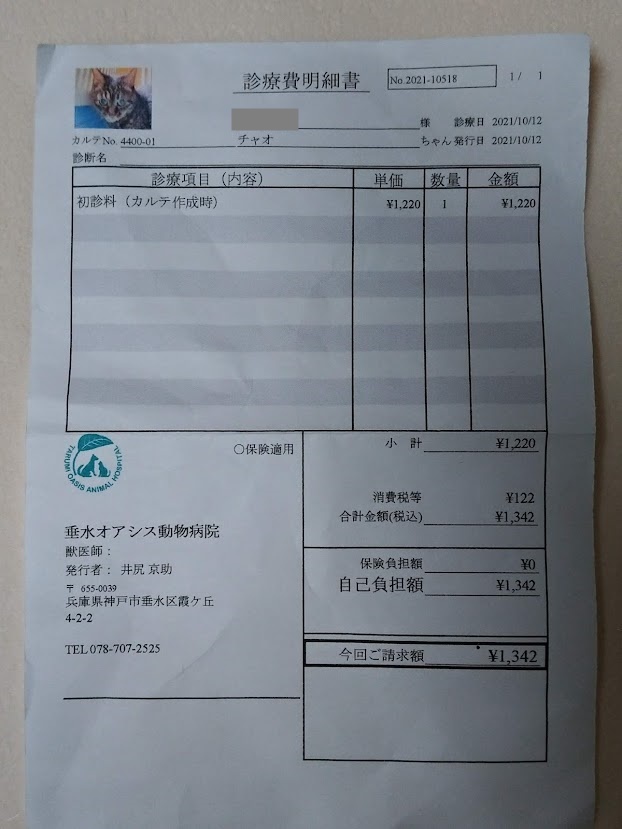 診療費明細書
No.2021-10518
1 / 1
様 診療日 2021/10/12
カルテNo. 4400-01 チャオ ちゃん 発行日 2021/10/12
診断名
診療項目（内容） 単価 数量 金額
初診料（カルテ作成時） ¥1,220 1 ¥1,220
TARUMI OASIS ANIMAL HOSPITAL
○保険適用
小 計 ¥1,220
消費税等 ¥122
合計金額(税込) ¥1,342
垂水オアシス動物病院
獣医師：
発行者： 井尻 京助
〒 655-0039
兵庫県神戸市垂水区霞ケ丘
4-2-2
TEL 078-707-2525
保険負担額 ¥0
自己負担額 ¥1,342
今回ご請求額 ¥1,342